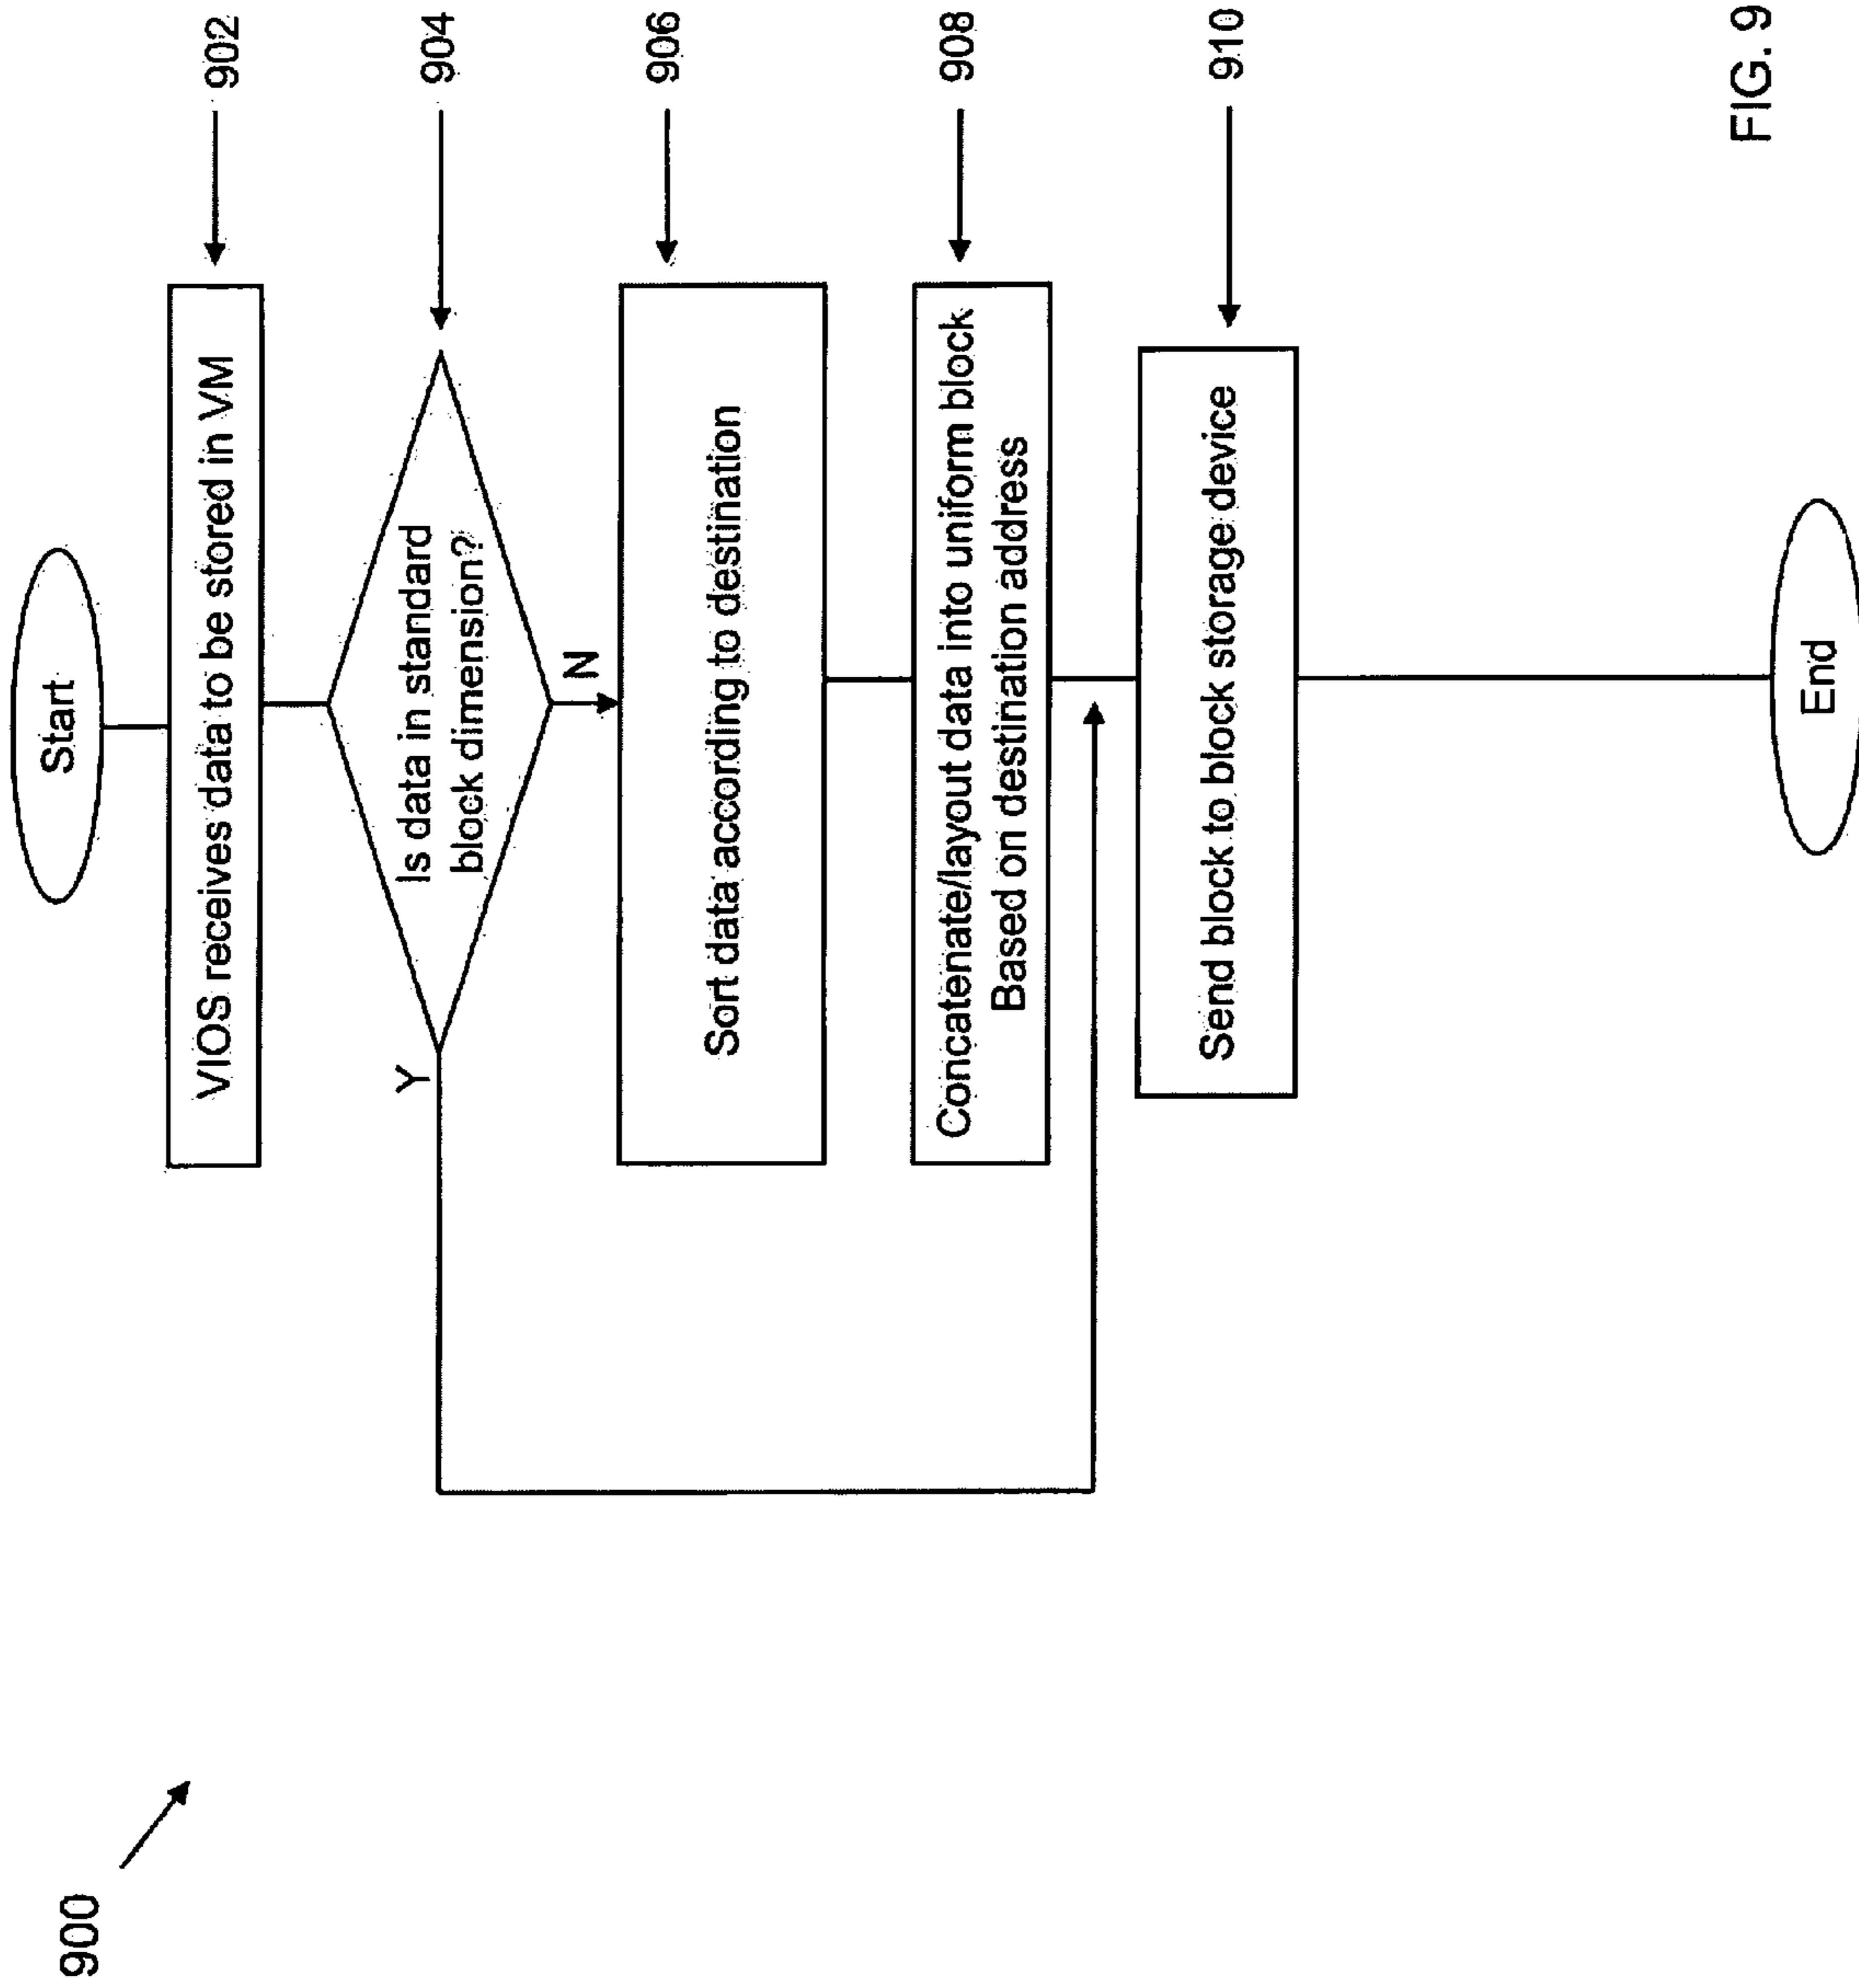 900
Start
VIOS receives data to be stored in VM
902
Is data in standard
block dimension?
904
Y
N
Sort data according to destination
906
Concatenate/layout data into uniform block
Based on destination address
908
Send block to block storage device
910
End
FIG. 9